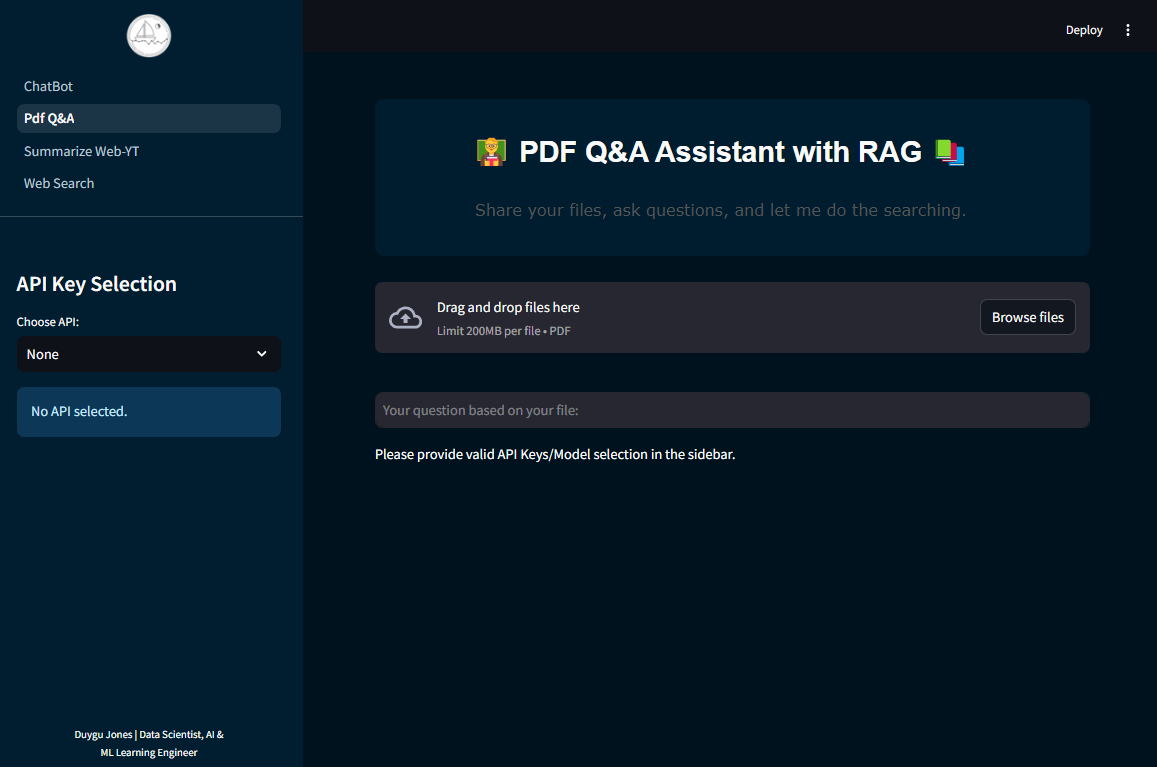 ChatBot
Pdf Q&A
Summarize Web-YT
Web Search
API Key Selection
Choose API:
None
No API selected.
Duygu Jones | Data Scientist, AI &
ML Learning Engineer
Deploy
PDF Q&A Assistant with RAG
Share your files, ask questions, and let me do the searching.
Drag and drop files here
Limit 200MB per file • PDF
Browse files
Your question based on your file:
Please provide valid API Keys/Model selection in the sidebar.